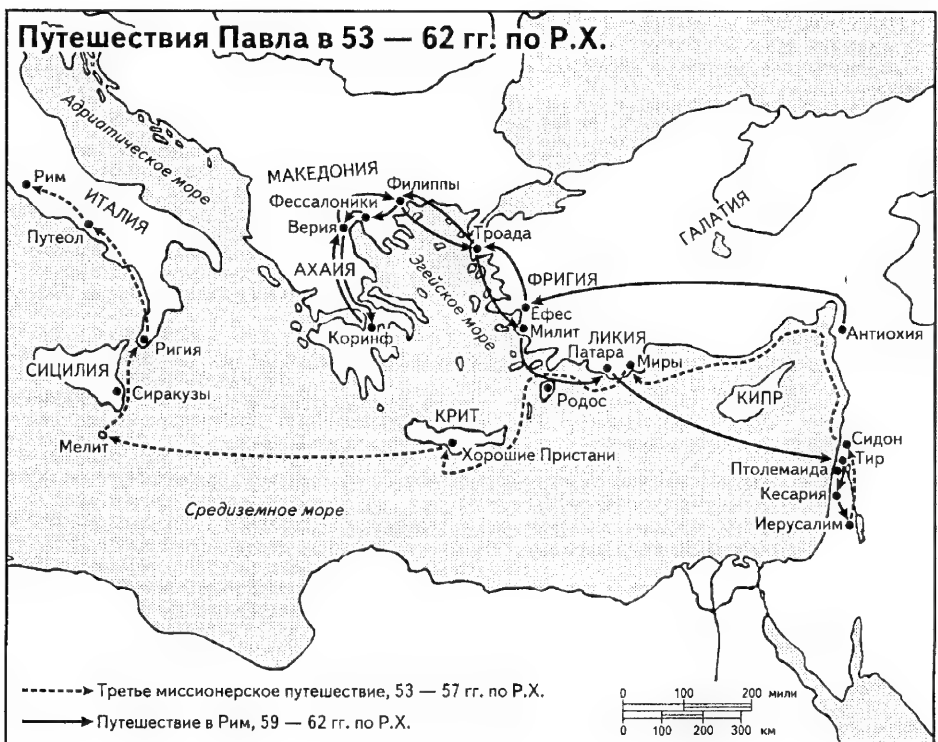 Путешествия Павла в 53 — 62 гг. по Р.Х.
Адриатическое море
Рим
ИТАЛИЯ
Путеол
МАКЕДОНИЯ
Филиппы
Фессалоники
Верия
Троада
ГАЛАТИЯ
АХАИЯ
Эгейское море
ФРИГИЯ
Ефес
Милит
Коринф
Антиохия
ЛИКИЯ
Патара
Миры
Ригия
СИЦИЛИЯ
Сиракузы
Родос
КИПР
КРИТ
Мелит
Хорошие Пристани
Сидон
Тир
Птолемаида
Кесария
Иерусалим
Средиземное море
Третье миссионерское путешествие, 53 — 57 гг. по Р.Х.
Путешествие в Рим, 59 — 62 гг. по Р.Х.
0 100 200 мили
0 100 200 300 км